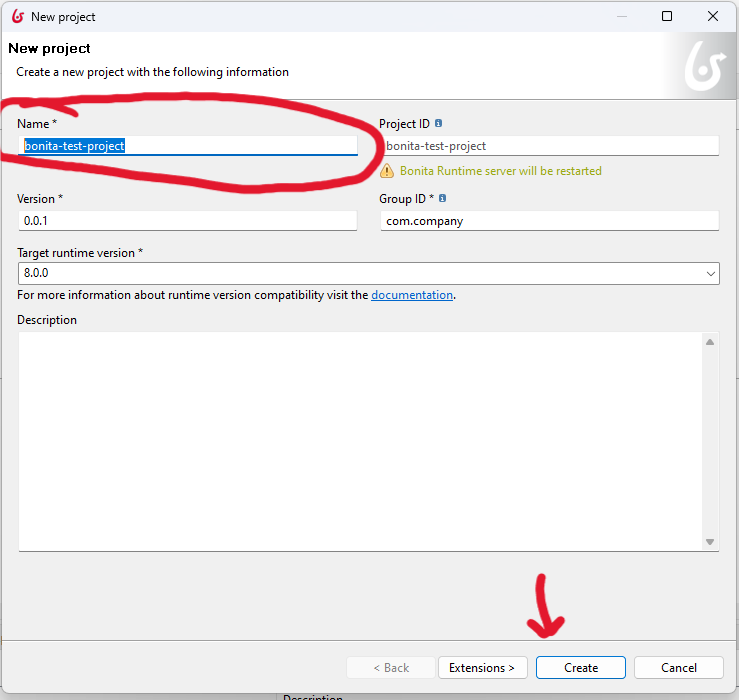 New project
New project
Create a new project with the following information
Name *
Project ID
bonita-test-project
bonita-test-project
Bonita Runtime server will be restarted
Version *
Group ID *
0.0.1
com.company
Target runtime version *
8.0.0
For more information about runtime version compatibility visit the documentation.
Description
< Back
Extensions >
Create
Cancel
Description